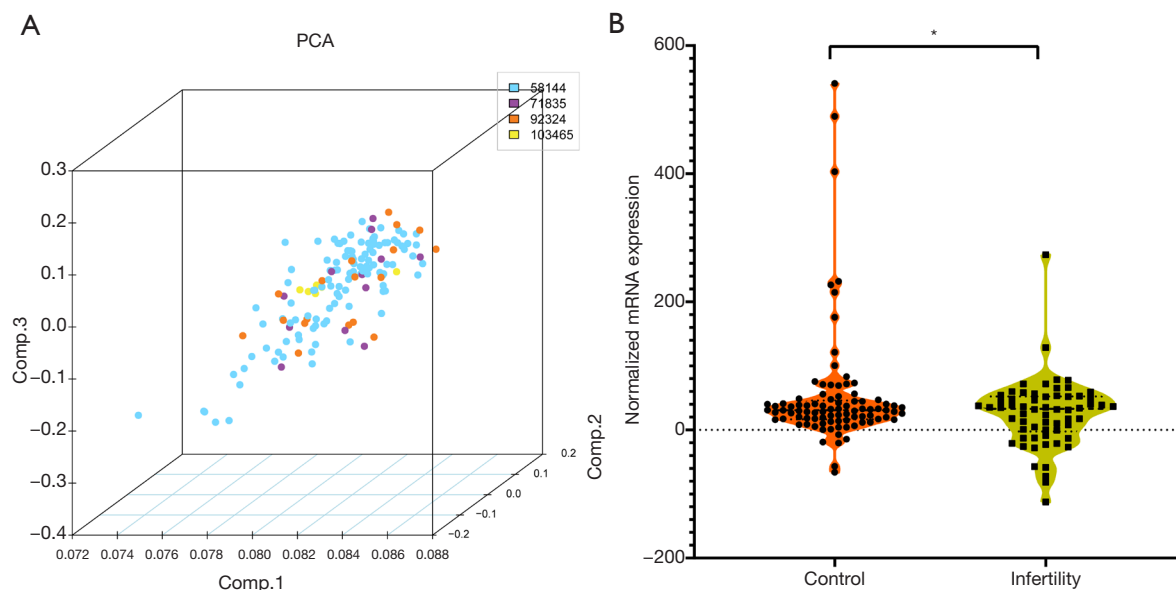 A
PCA
58144
71835
92324
103465
0.3
0.2
0.1
0.0
−0.1
−0.2
−0.3
−0.4
Comp.3
0.072 0.074 0.076 0.078 0.080 0.082 0.084 0.086 0.088
Comp.1
0.2
0.1
0.0
−0.1
−0.2
Comp.2
B
*
600
400
200
0
−200
Normalized mRNA expression
Control Infertility